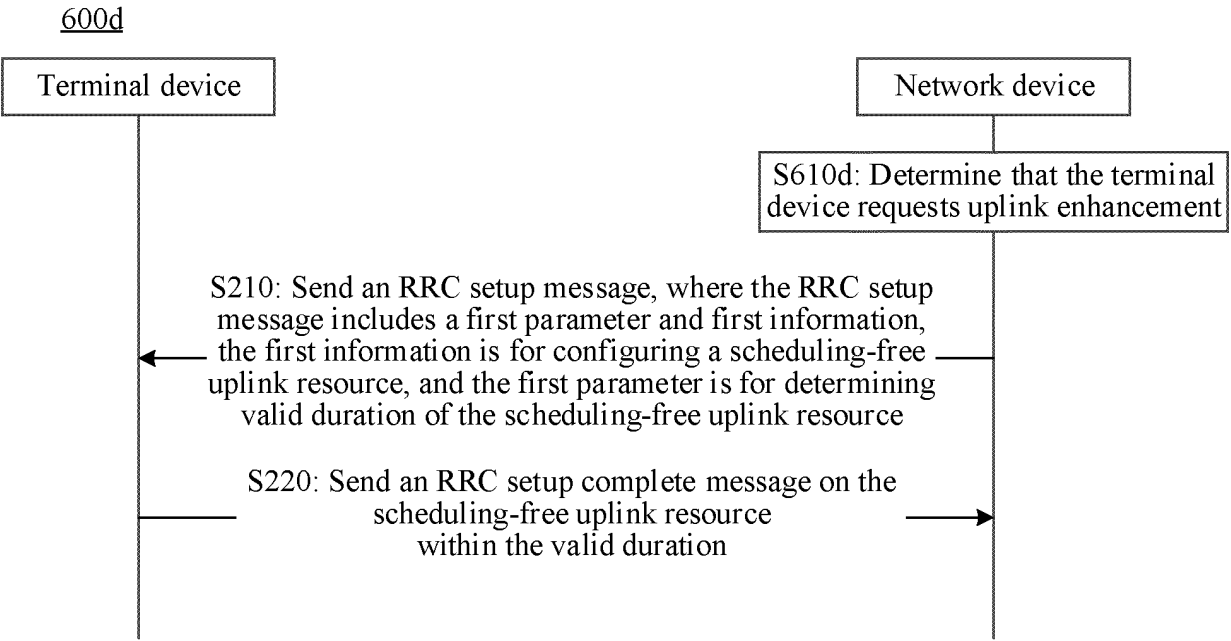 600d
Terminal device
Network device
S610d: Determine that the terminal
device requests uplink enhancement
S210: Send an RRC setup message, where the RRC setup
message includes a first parameter and first information,
the first information is for configuring a scheduling-free
uplink resource, and the first parameter is for determining
valid duration of the scheduling-free uplink resource
S220: Send an RRC setup complete message on the
scheduling-free uplink resource
within the valid duration